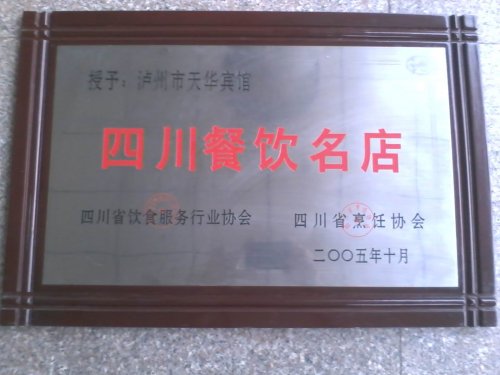 授予：泸州市天华宾馆
四川餐饮名店
四川省饮食服务行业协会 四川省烹饪协会
二〇〇五年十月